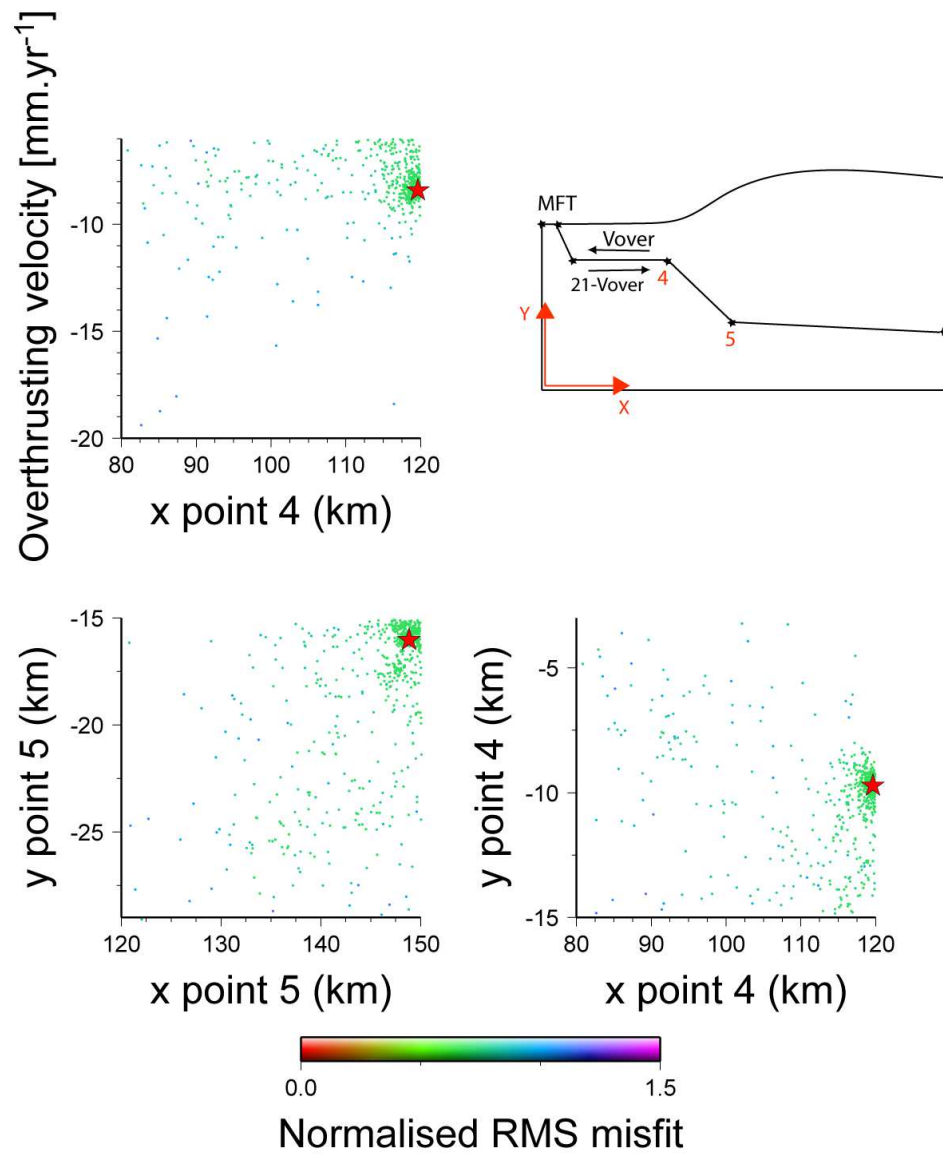 Overthrusting velocity [mm.yr⁻¹]
-10
-15
-20
80 90 100 110 120
x point 4 (km)
MFT
Vover
21-Vover
4
5
Y
X
y point 5 (km)
-15
-20
-25
120 130 140 150
x point 5 (km)
y point 4 (km)
-5
-10
-15
80 90 100 110 120
x point 4 (km)
0.0 1.5
Normalised RMS misfit